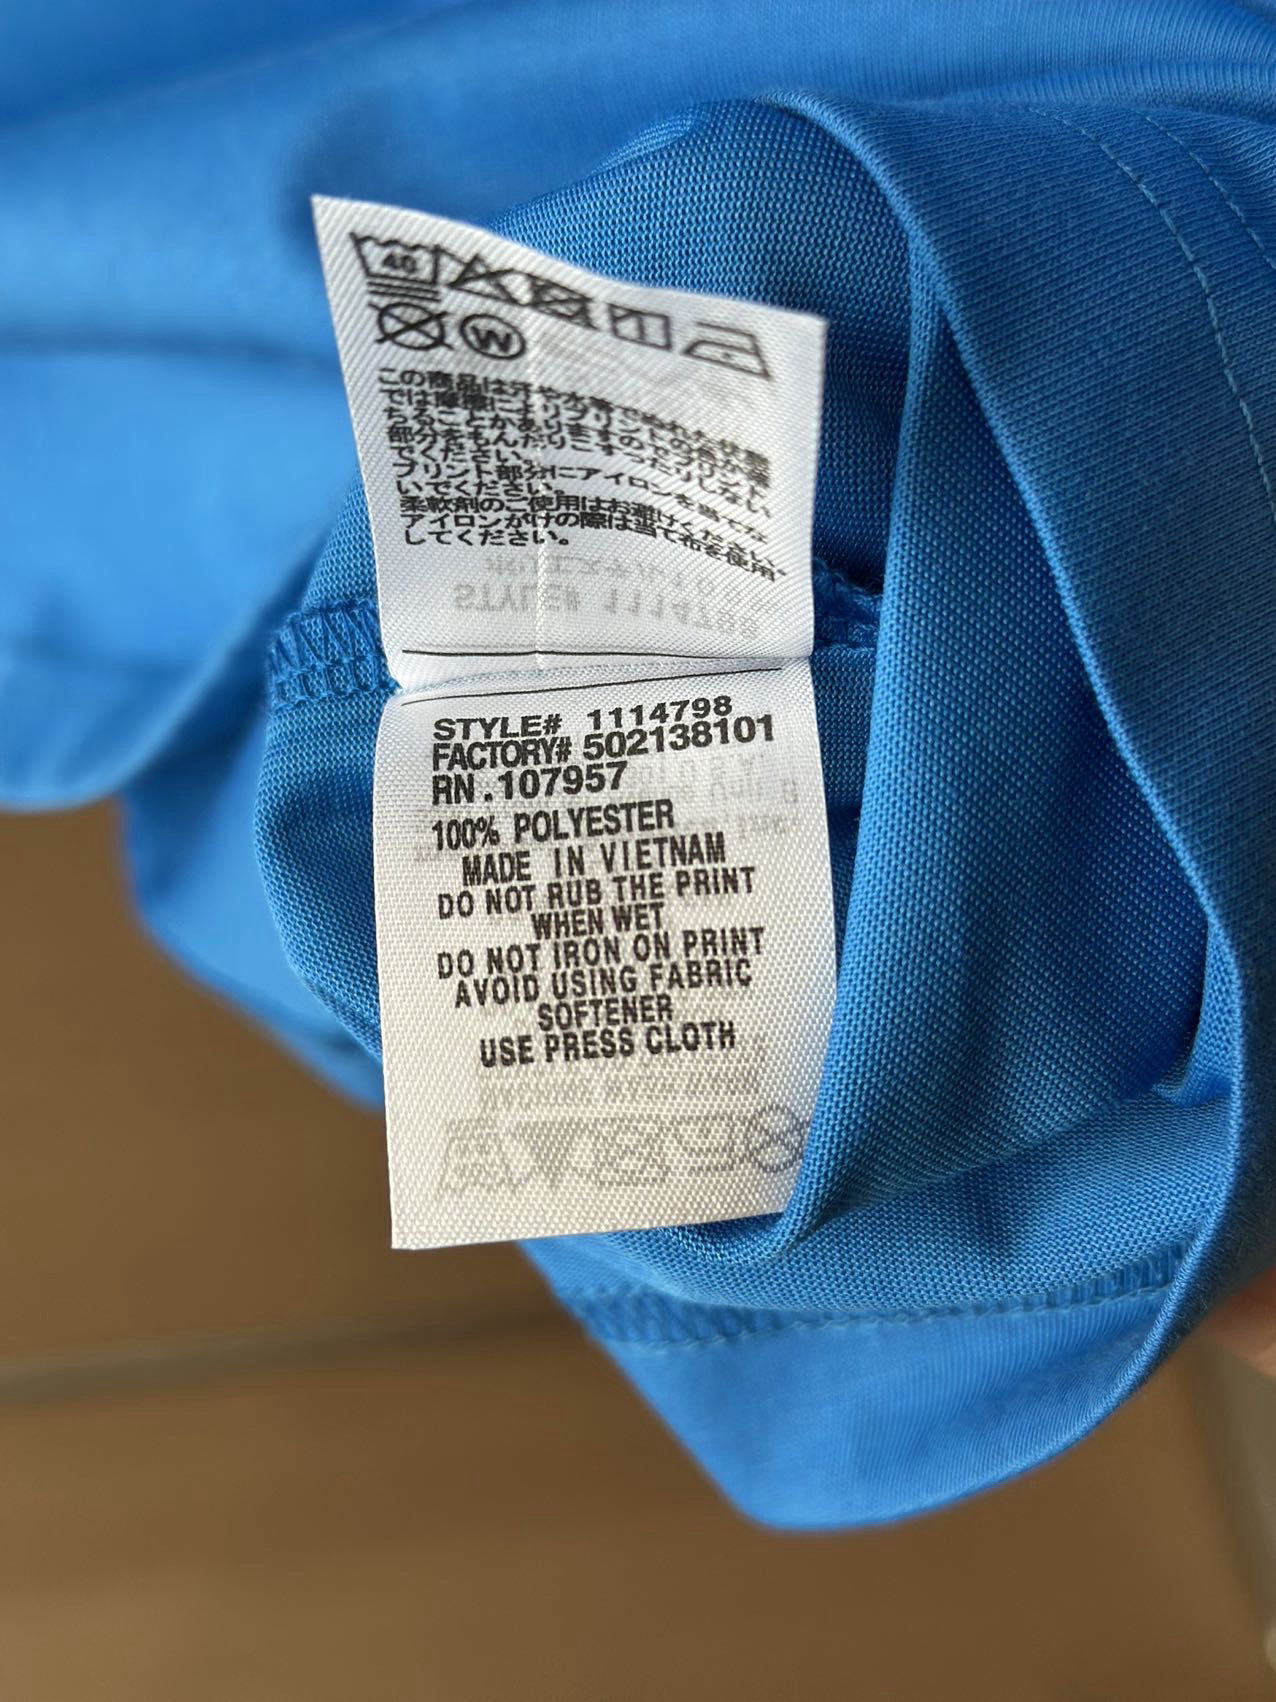 40
W
この商品は汗や水等でぬれた状態
では摩擦によりプリントの色が落
ちることがありますのでプリント
部分をもんだりこすったりしない
でください。
プリント部分にアイロンを当てな
いでください。
柔軟剤のご使用はお避けください。
アイロンがけの際は当て布を使用
してください。
STYLE# 1114798
FACTORY# 502138101
RN.107957
100% POLYESTER
MADE IN VIETNAM
DO NOT RUB THE PRINT
WHEN WET
DO NOT IRON ON PRINT
AVOID USING FABRIC
SOFTENER
USE PRESS CLOTH